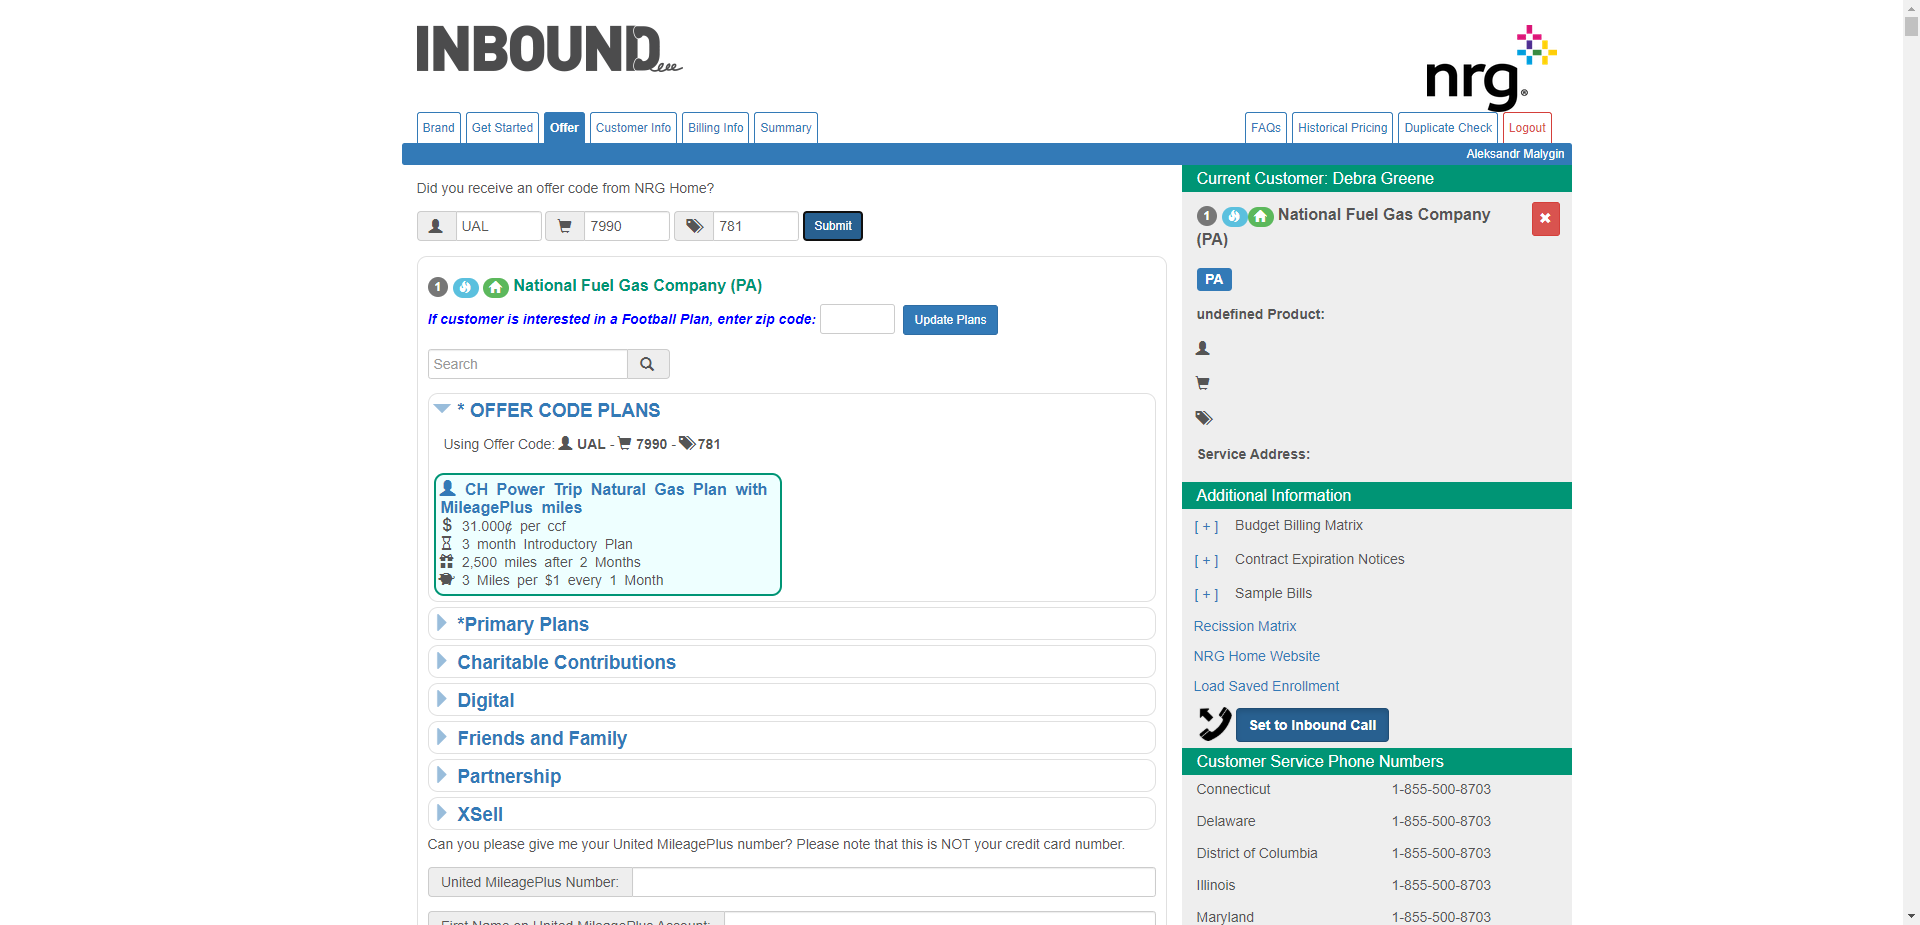 INBOUND
nrg
Brand
Get Started
Offer
Customer Info
Billing Info
Summary
FAQs
Historical Pricing
Duplicate Check
Logout
Aleksandr Malygin
Did you receive an offer code from NRG Home?
UAL
7990
781
Submit
1 National Fuel Gas Company (PA)
If customer is interested in a Football Plan, enter zip code:
Update Plans
Search
* OFFER CODE PLANS
Using Offer Code: UAL - 7990 - 781
CH Power Trip Natural Gas Plan with
MileagePlus miles
$ 31.000¢ per ccf
3 month Introductory Plan
2,500 miles after 2 Months
3 Miles per $1 every 1 Month
*Primary Plans
Charitable Contributions
Digital
Friends and Family
Partnership
XSell
Can you please give me your United MileagePlus number? Please note that this is NOT your credit card number.
United MileagePlus Number:
First Name on United MileagePlus Account:
Current Customer: Debra Greene
1 National Fuel Gas Company
(PA)
PA
undefined Product:
Service Address:
Additional Information
[ + ] Budget Billing Matrix
[ + ] Contract Expiration Notices
[ + ] Sample Bills
Recission Matrix
NRG Home Website
Load Saved Enrollment
Set to Inbound Call
Customer Service Phone Numbers
Connecticut 1-855-500-8703
Delaware 1-855-500-8703
District of Columbia 1-855-500-8703
Illinois 1-855-500-8703
Maryland 1-855-500-8703